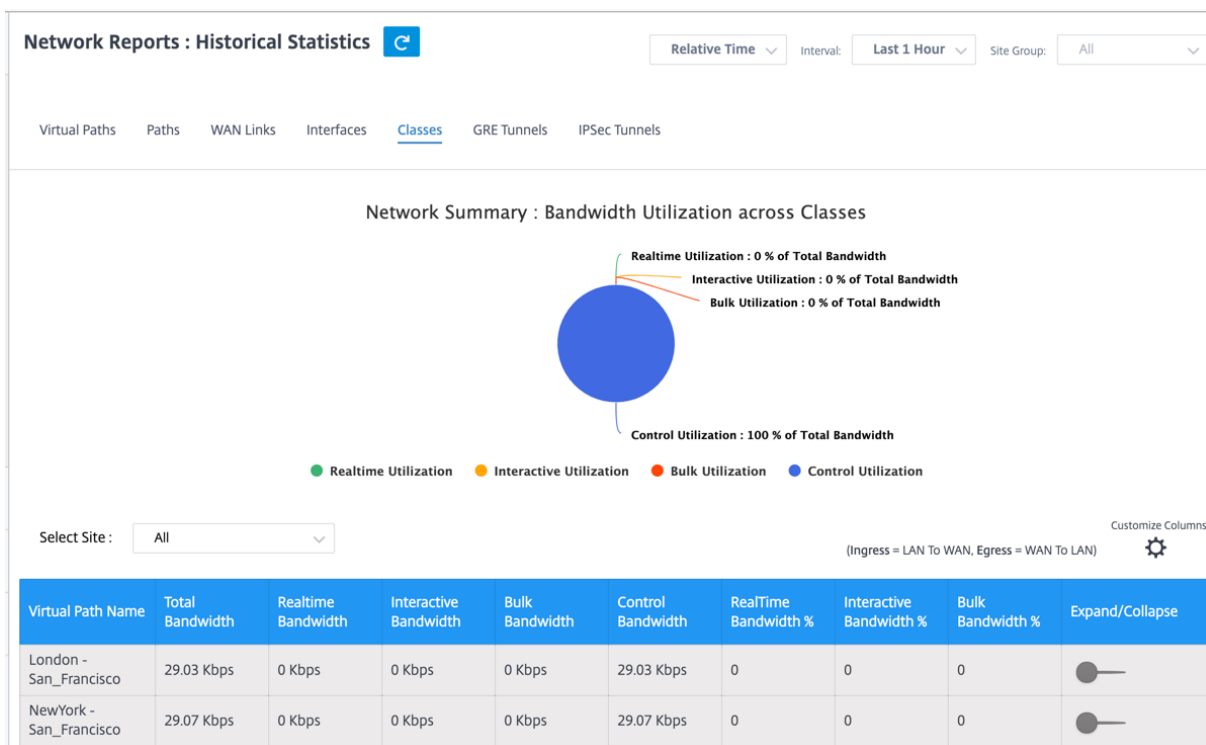 Network Reports : Historical Statistics
Relative Time
Interval:
Last 1 Hour
Site Group:
All
Virtual Paths
Paths
WAN Links
Interfaces
Classes
GRE Tunnels
IPSec Tunnels
Network Summary : Bandwidth Utilization across Classes
Realtime Utilization : 0 % of Total Bandwidth
Interactive Utilization : 0 % of Total Bandwidth
Bulk Utilization : 0 % of Total Bandwidth
Control Utilization : 100 % of Total Bandwidth
Realtime Utilization
Interactive Utilization
Bulk Utilization
Control Utilization
Select Site :
All
Customize Columns
(Ingress = LAN To WAN, Egress = WAN To LAN)
Virtual Path Name
Total
Bandwidth
Realtime
Bandwidth
Interactive
Bandwidth
Bulk
Bandwidth
Control
Bandwidth
RealTime
Bandwidth %
Interactive
Bandwidth %
Bulk
Bandwidth %
Expand/Collapse
London -
San_Francisco
29.03 Kbps
0 Kbps
0 Kbps
0 Kbps
29.03 Kbps
0
0
0
NewYork -
San_Francisco
29.07 Kbps
0 Kbps
0 Kbps
0 Kbps
29.07 Kbps
0
0
0